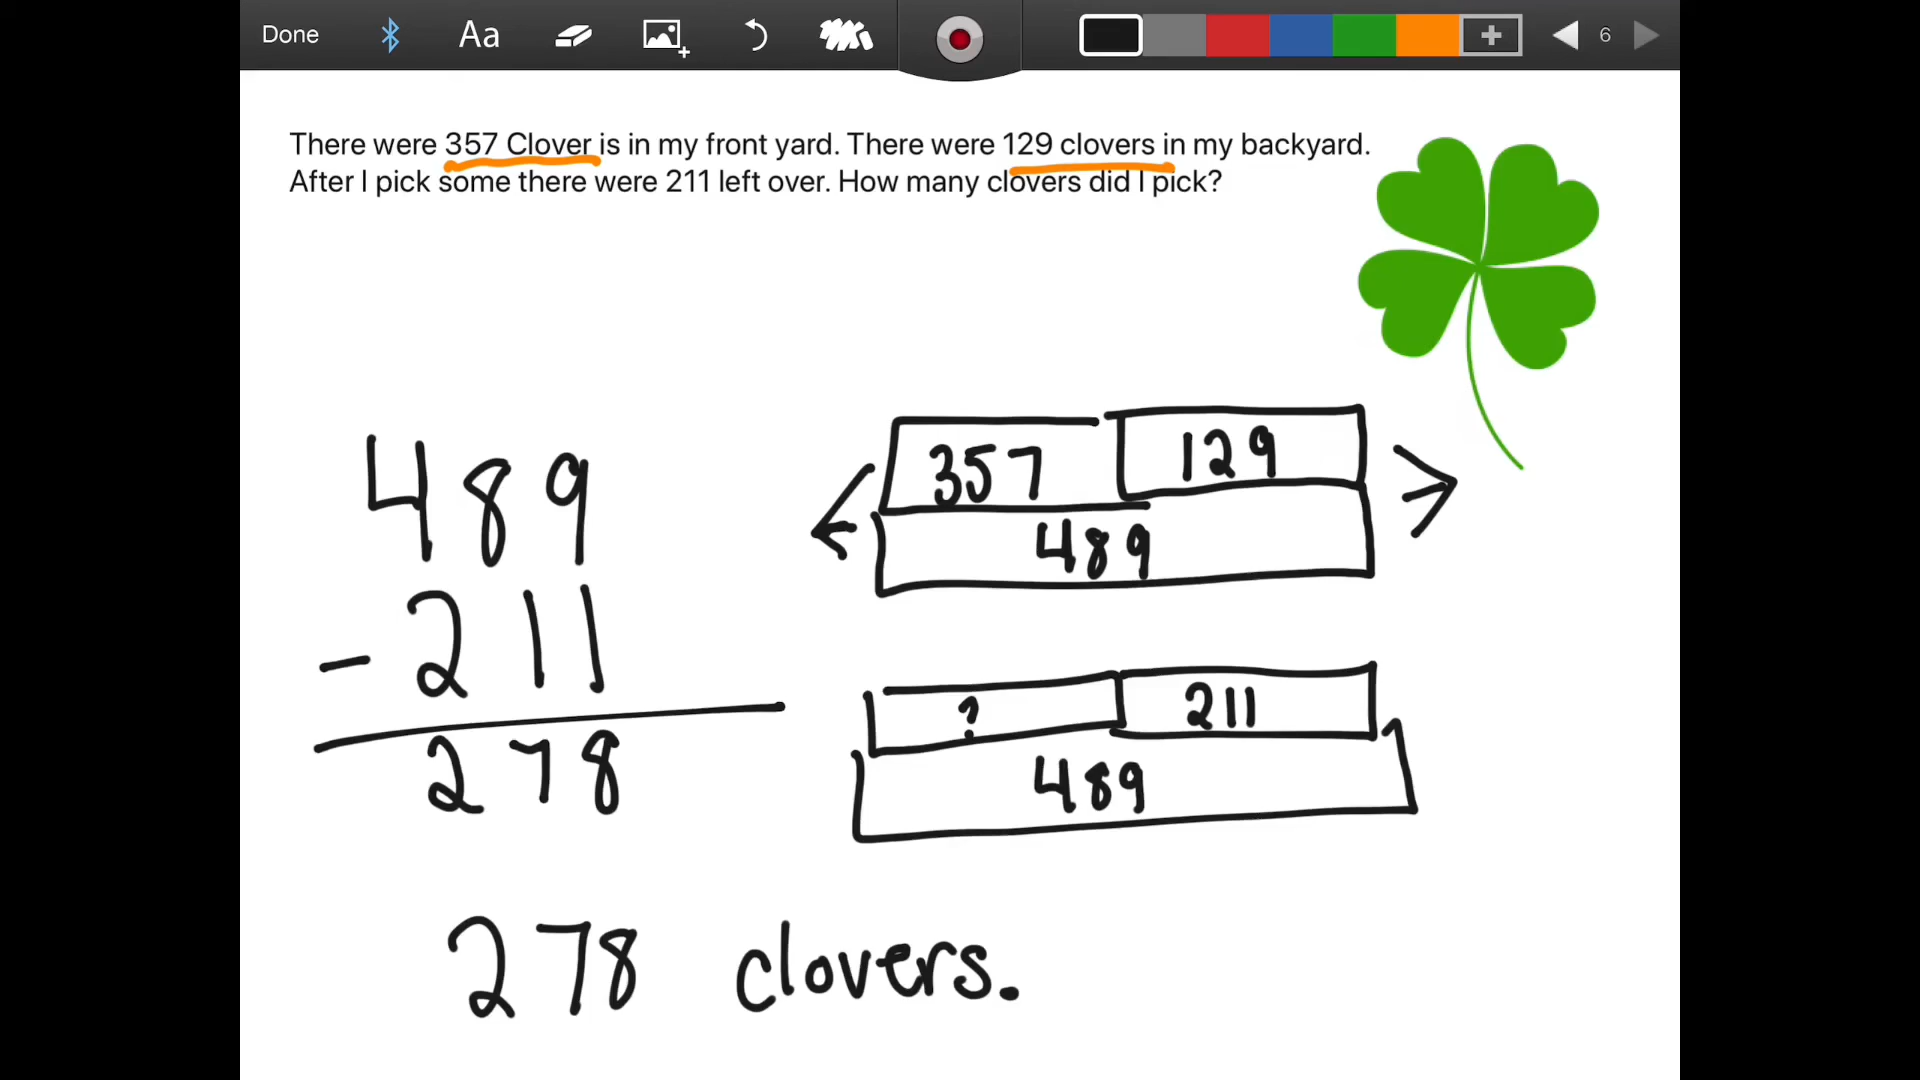 Done Aa 6
There were 357 Clover is in my front yard. There were 129 clovers in my backyard.
After I pick some there were 211 left over. How many clovers did I pick?
357 129
489
489
- 211
278
? 211
489
278 clovers.